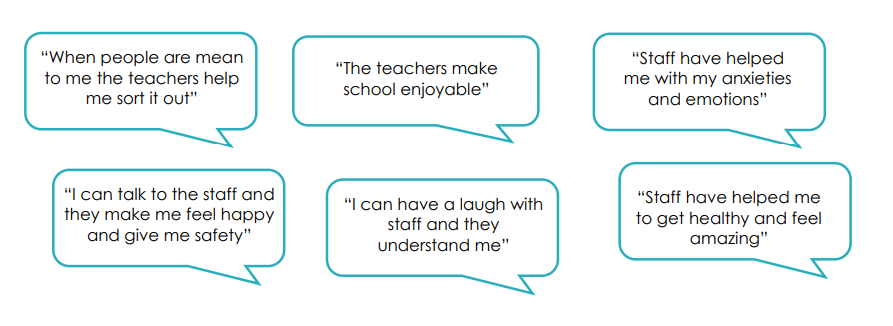 “When people are mean
to me the teachers help
me sort it out”
“The teachers make
school enjoyable”
“Staff have helped
me with my anxieties
and emotions”
“I can talk to the staff and
they make me feel happy
and give me safety”
“I can have a laugh with
staff and they
understand me”
“Staff have helped me
to get healthy and feel
amazing”